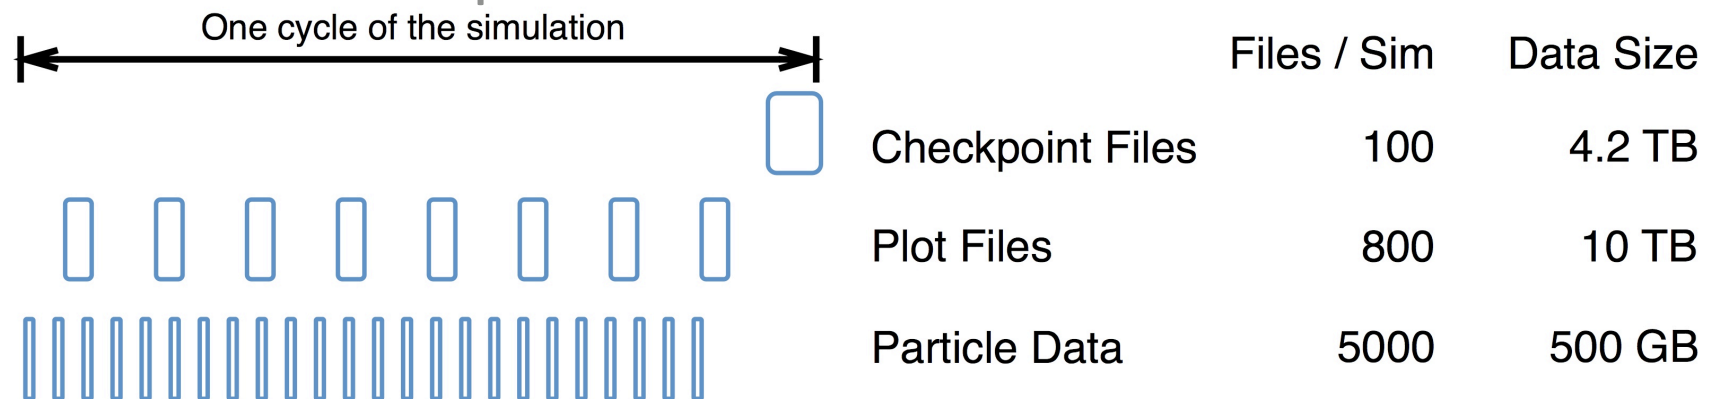 One cycle of the simulation
Files / Sim Data Size
Checkpoint Files 100 4.2 TB
Plot Files 800 10 TB
Particle Data 5000 500 GB